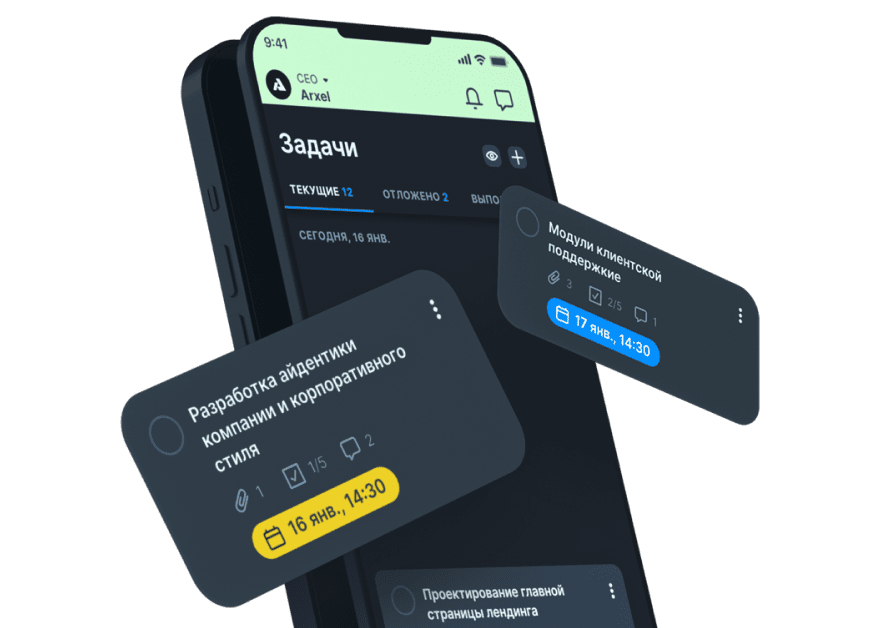 9:41
CEO
Arxel
Задачи
ТЕКУЩИЕ 12
ОТЛОЖЕНО 2
ВЫПО
СЕГОДНЯ, 16 ЯНВ.
Модули клиентской
поддержкие
3 2/5 1
17 янв., 14:30
Разработка айдентики
компании и корпоративного
стиля
1 1/5 2
16 янв., 14:30
Проектирование главной
страницы лендинга